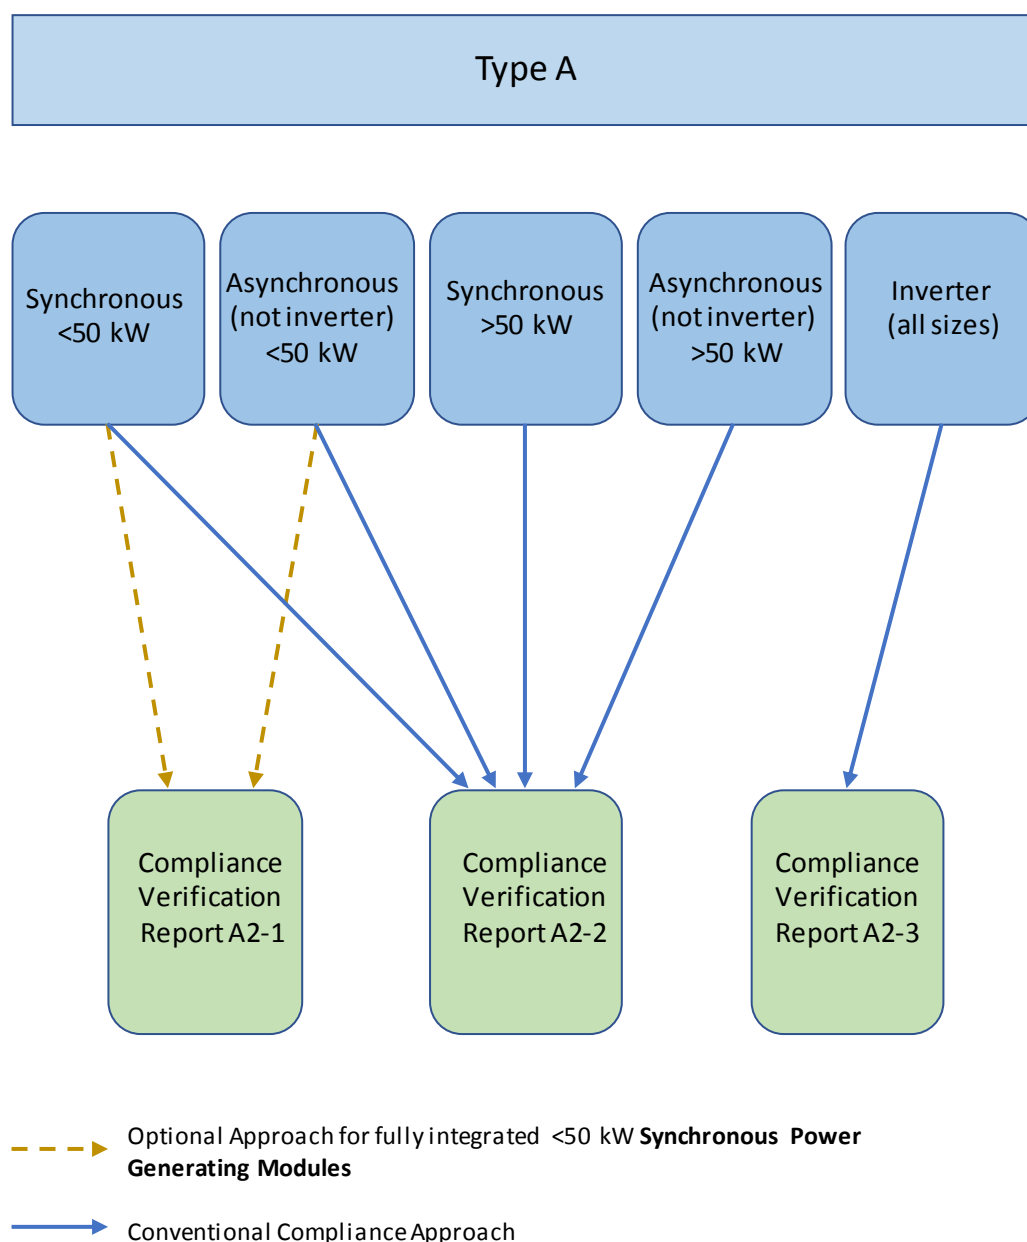 Type A
Synchronous
<50 kW
Asynchronous
(not inverter)
<50 kW
Synchronous
>50 kW
Asynchronous
(not inverter)
>50 kW
Inverter
(all sizes)
Compliance
Verification
Report A2-1
Compliance
Verification
Report A2-2
Compliance
Verification
Report A2-3
Optional Approach for fully integrated <50 kW Synchronous Power
Generating Modules
Conventional Compliance Approach